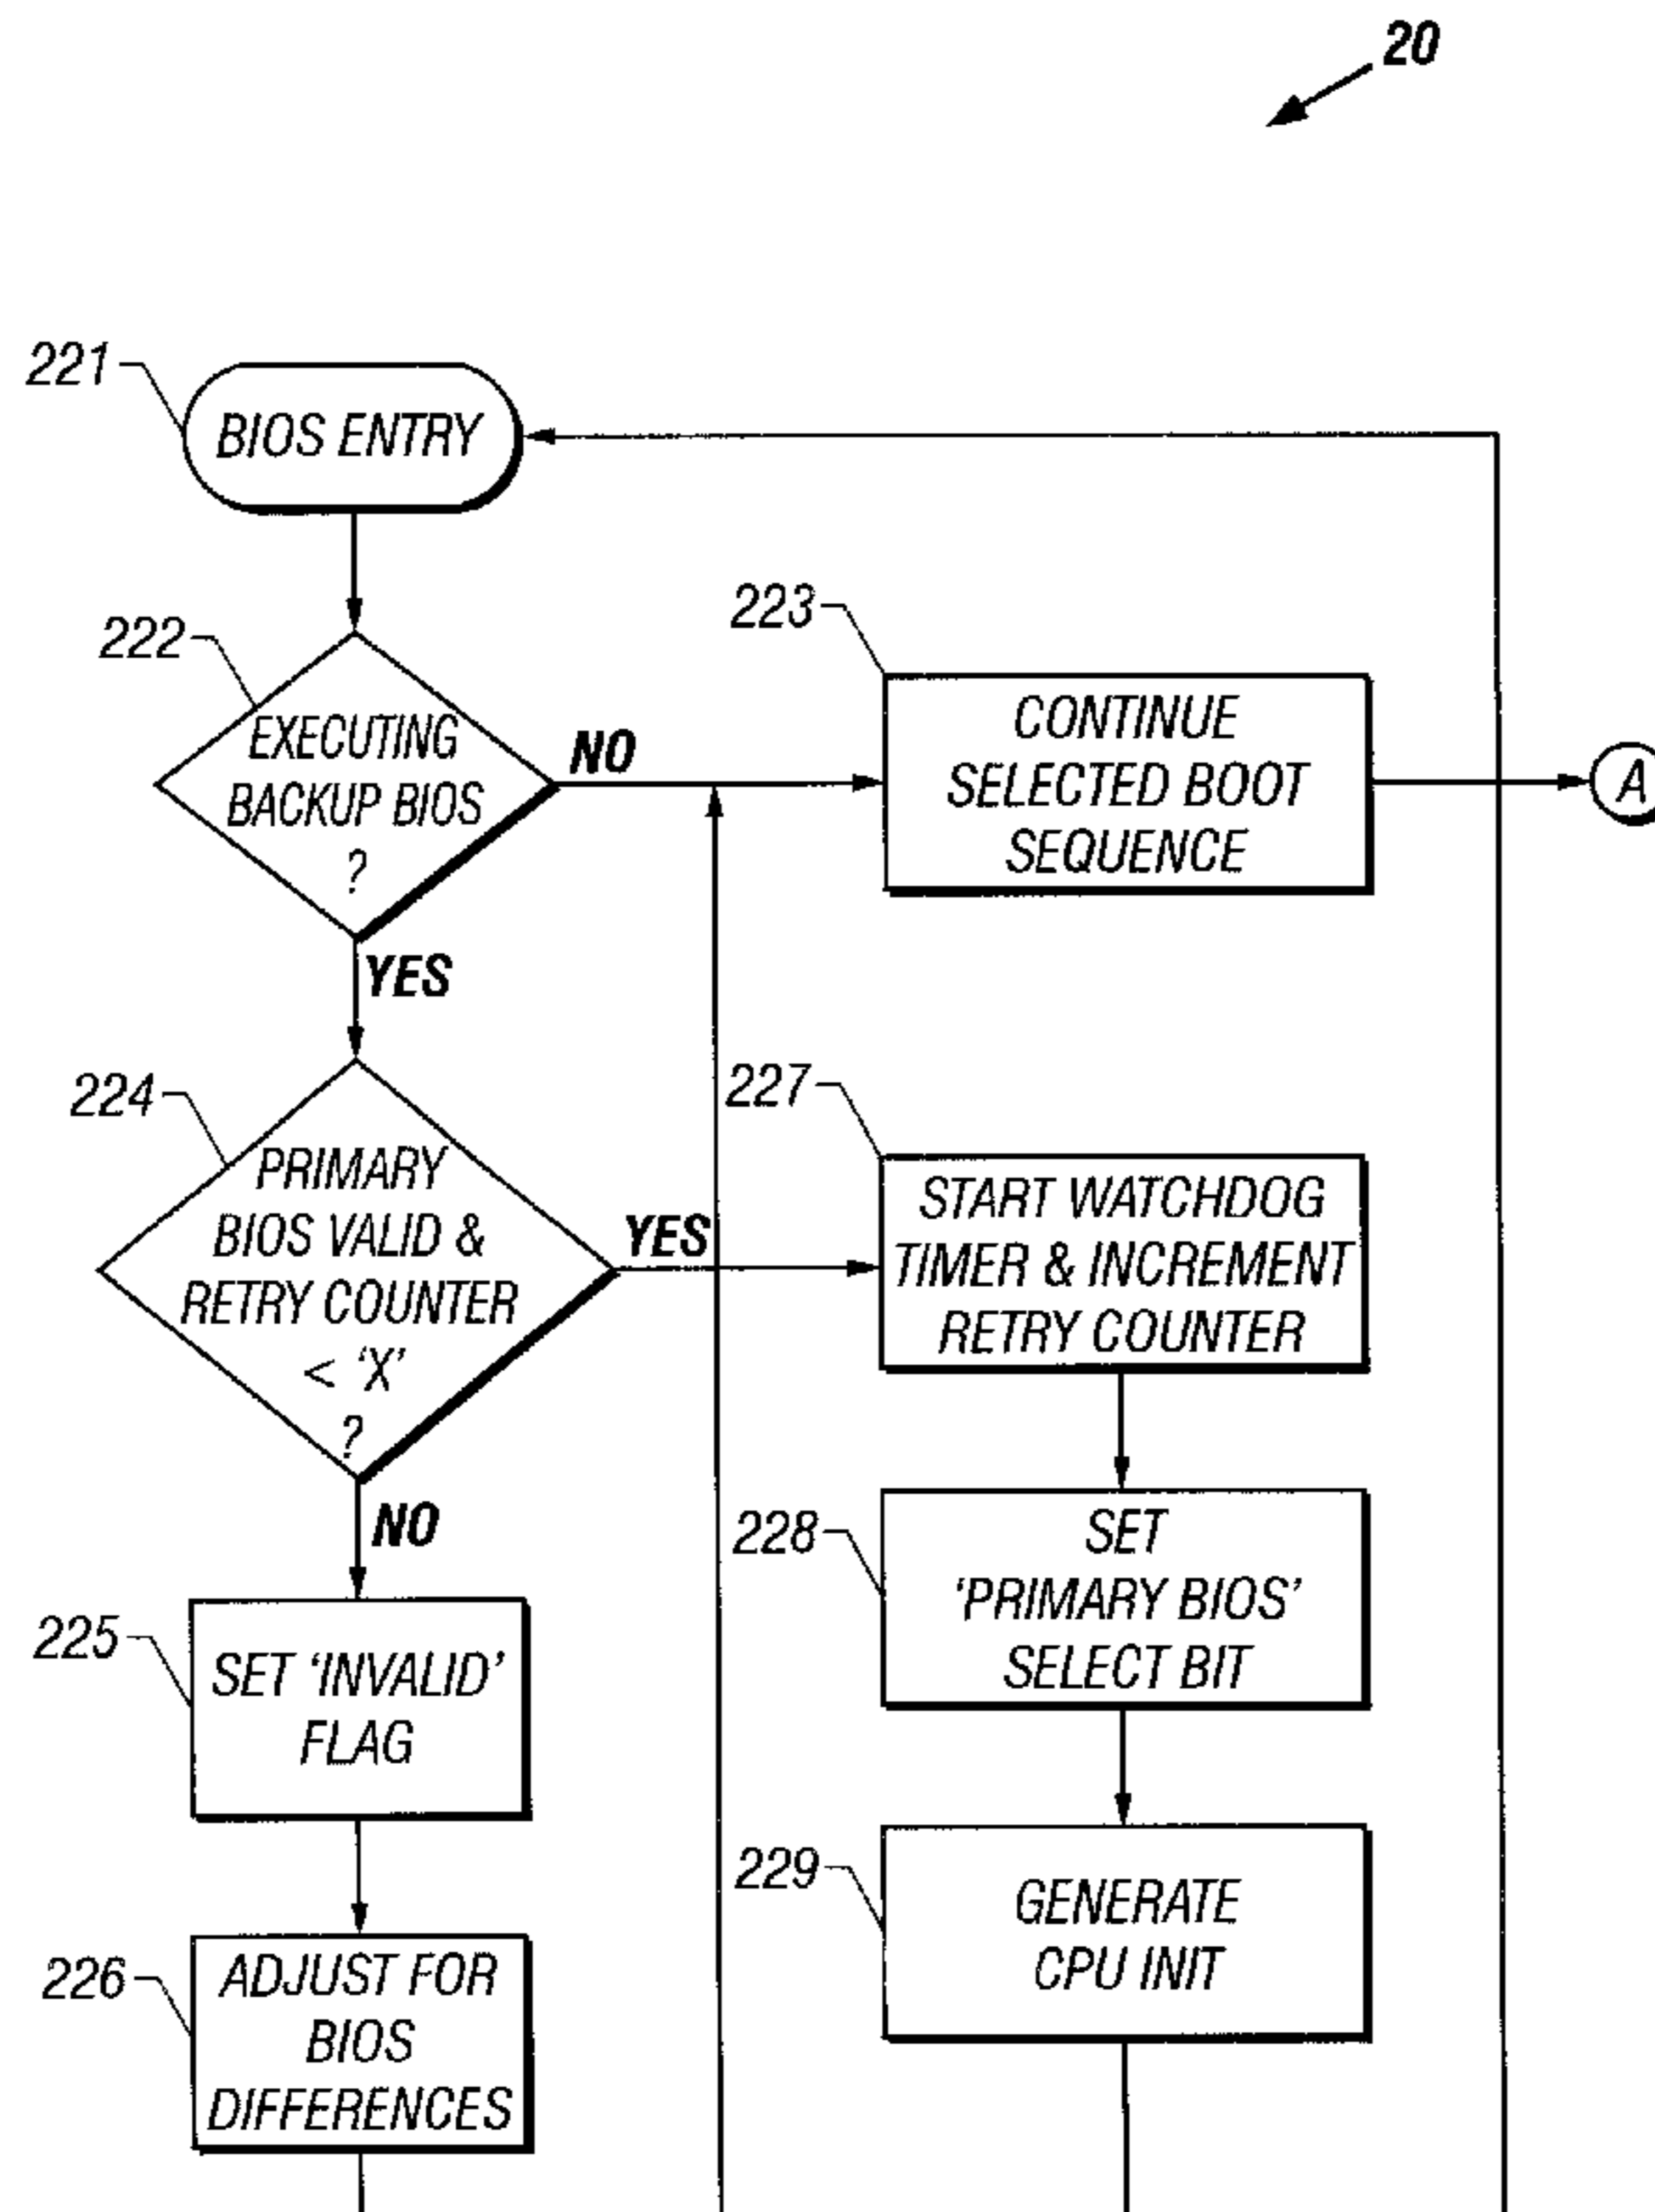 20
221
BIOS ENTRY
222
EXECUTING
BACKUP BIOS
?
NO
YES
223
CONTINUE
SELECTED BOOT
SEQUENCE
A
224
PRIMARY
BIOS VALID &
RETRY COUNTER
< 'X'
?
YES
NO
227
START WATCHDOG
TIMER & INCREMENT
RETRY COUNTER
228
SET
'PRIMARY BIOS'
SELECT BIT
225
SET 'INVALID'
FLAG
229
GENERATE
CPU INIT
226
ADJUST FOR
BIOS
DIFFERENCES